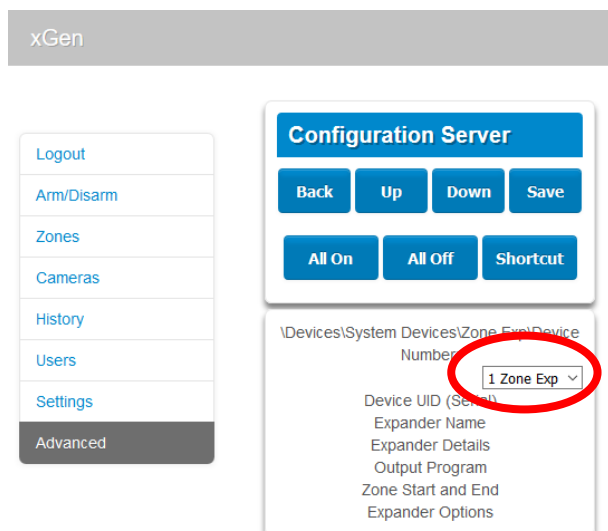 xGen
Logout
Arm/Disarm
Zones
Cameras
History
Users
Settings
Advanced
Configuration Server
Back Up Down Save
All On All Off Shortcut
\Devices\System Devices\Zone Exp\Device
Number
1 Zone Exp
Device UID (Serial)
Expander Name
Expander Details
Output Program
Zone Start and End
Expander Options